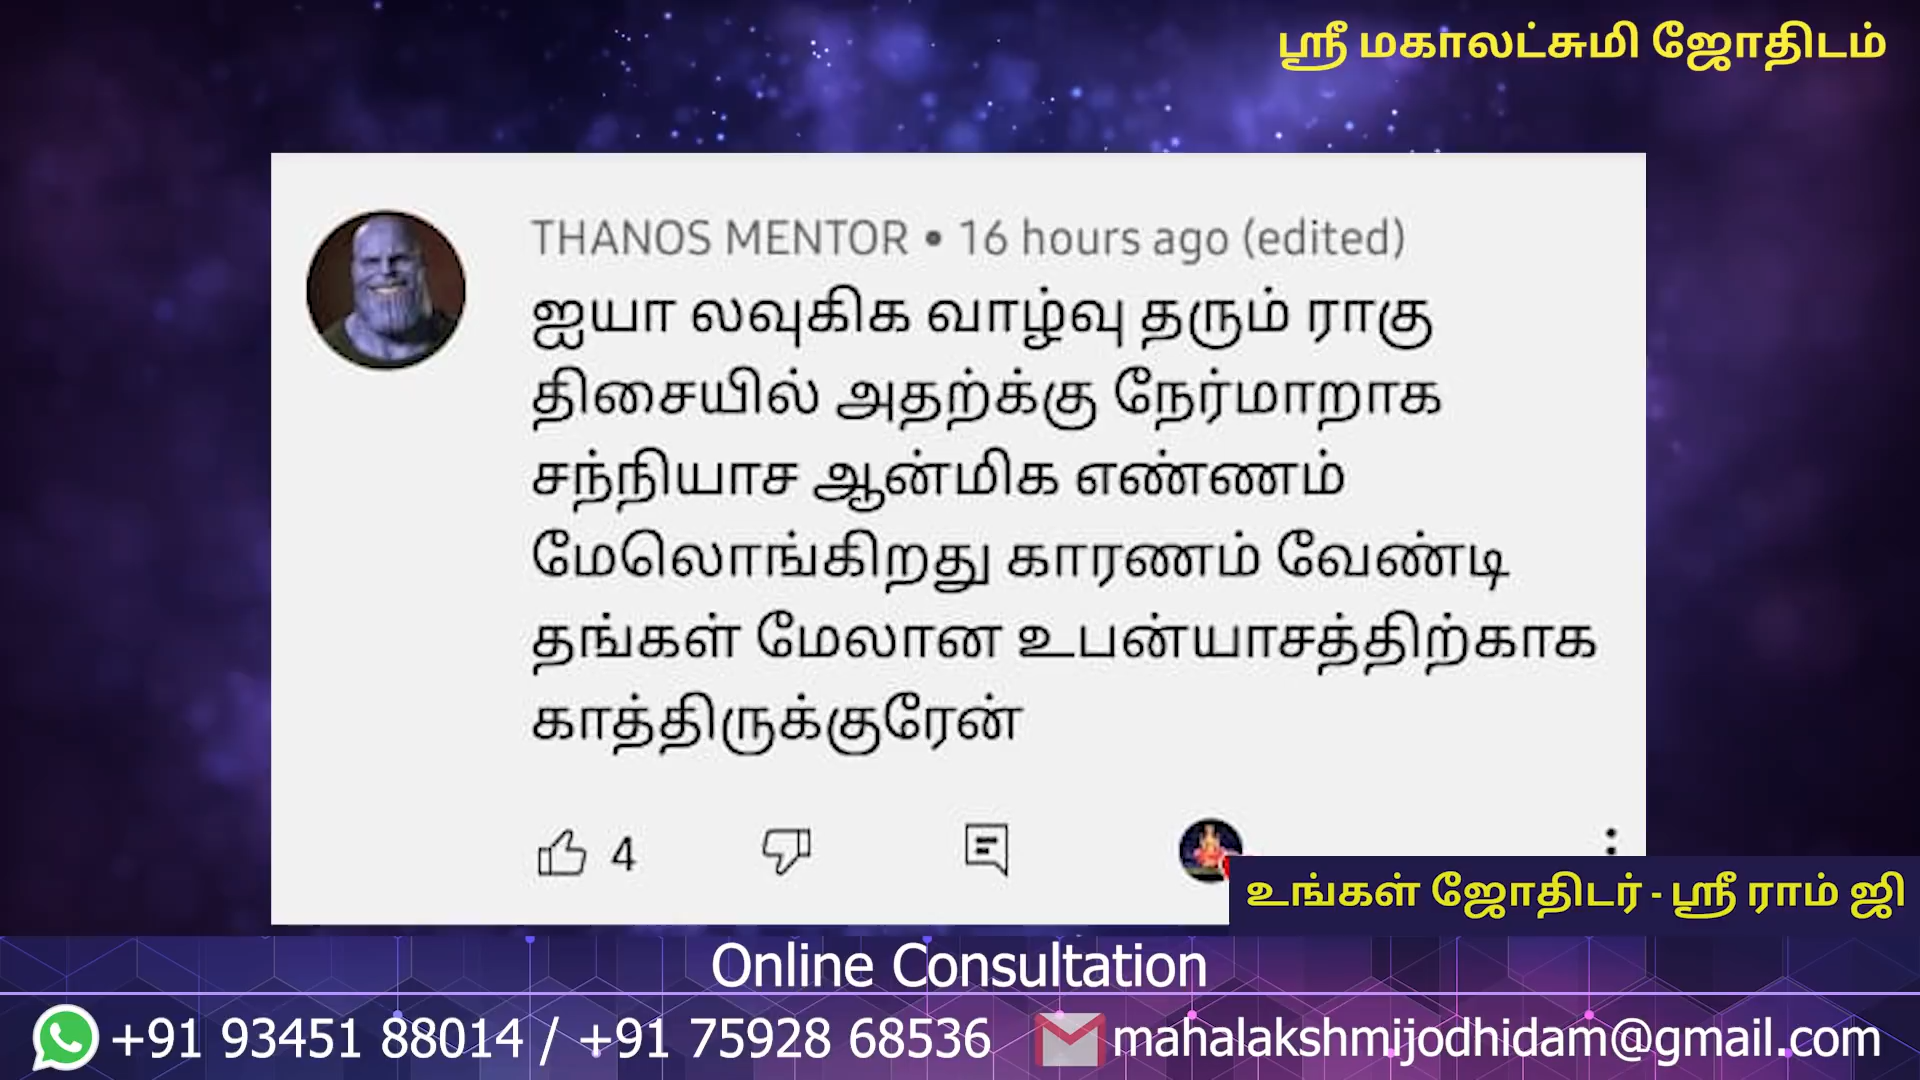 ஸ்ரீ மகாலட்சுமி ஜோதிடம்
THANOS MENTOR • 16 hours ago (edited)
ஐயா லவுகிக வாழ்வு தரும் ராகு
திசையில் அதற்க்கு நேர்மாறாக
சந்நியாச ஆன்மிக எண்ணம்
மேலொங்கிறது காரணம் வேண்டி
தங்கள் மேலான உபன்யாசத்திற்காக
காத்திருக்குரேன்
4
உங்கள் ஜோதிடர் - ஸ்ரீ ராம் ஜி
Online Consultation
+91 93451 88014 / +91 75928 68536 mahalakshmijodhidam@gmail.com